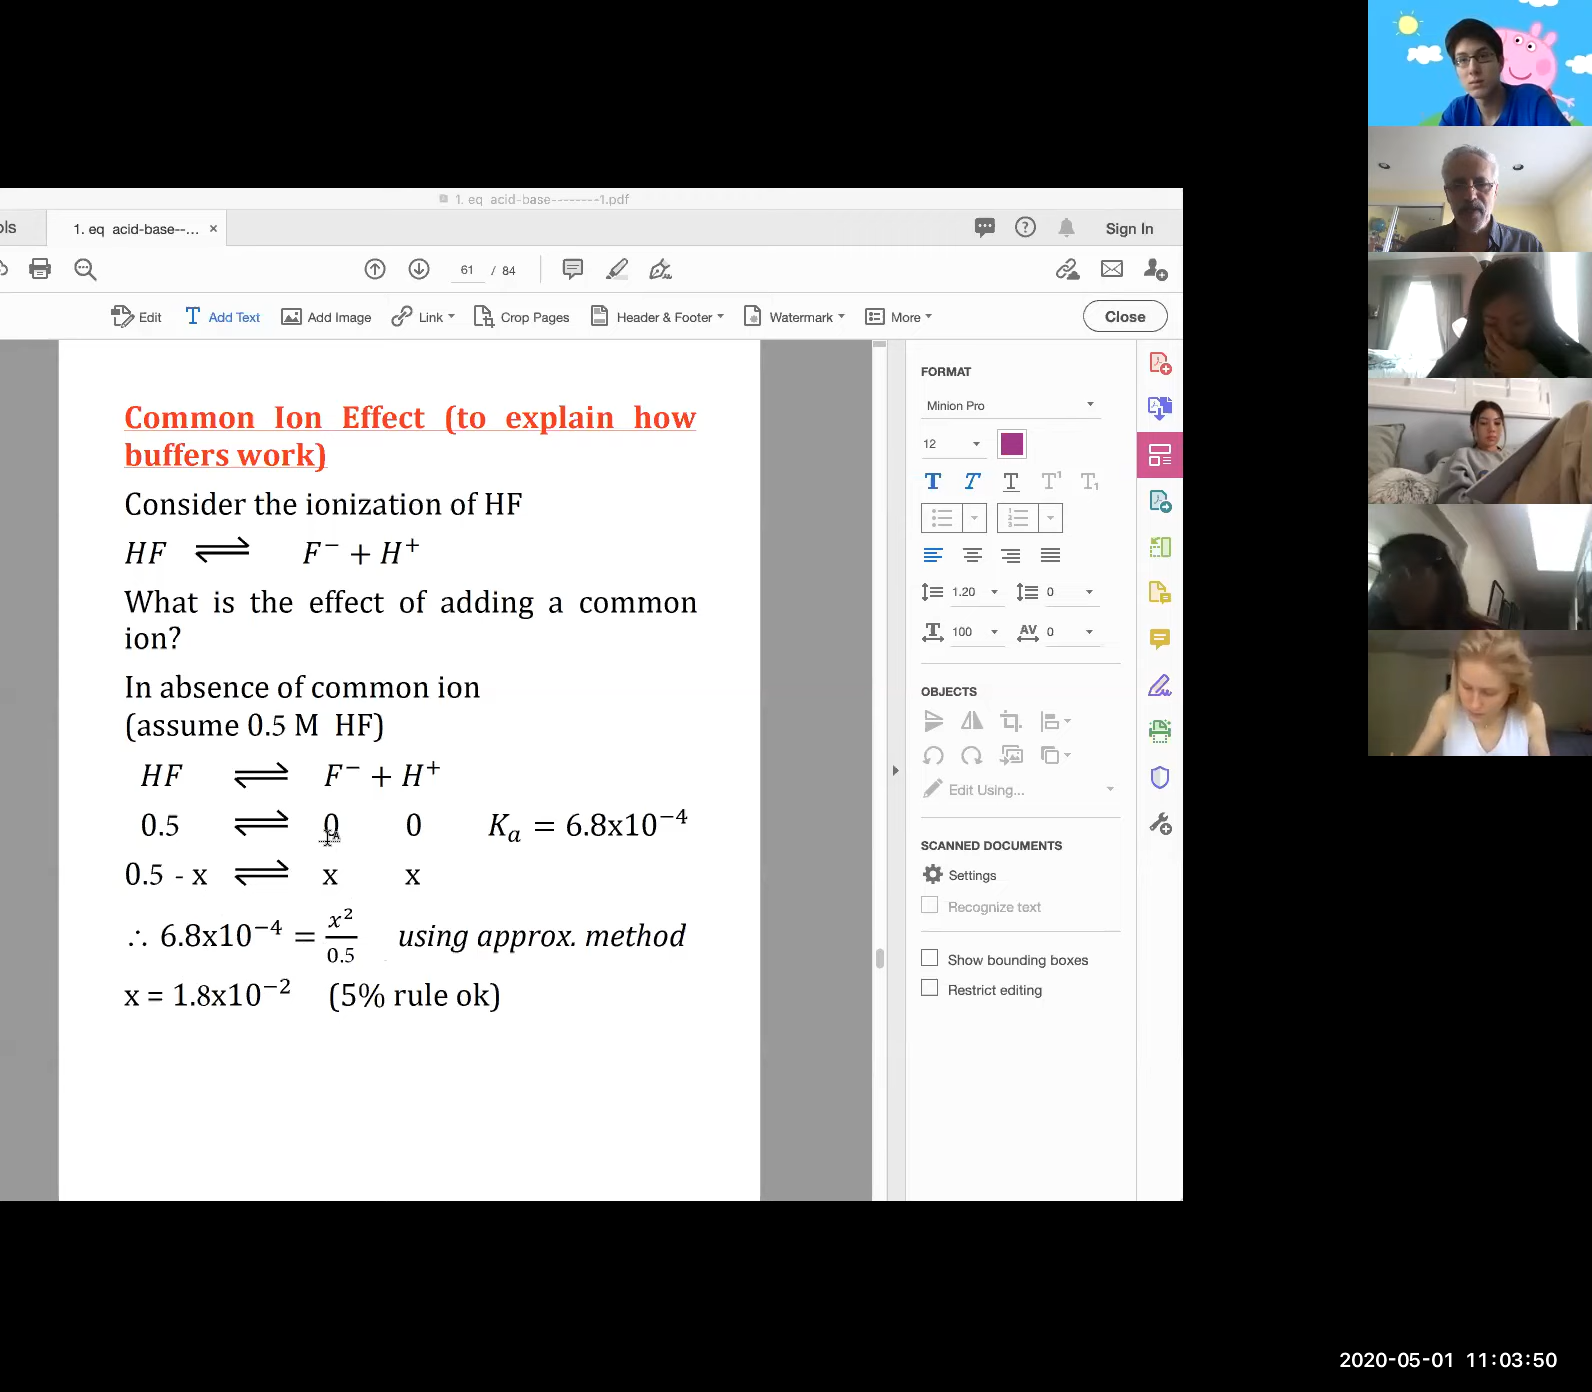 1. eq acid-base--------1.pdf
ols
1. eq acid-base--... ×
Sign In
61 / 84
Edit Add Text Add Image Link Crop Pages Header & Footer Watermark More Close
Common Ion Effect (to explain how
buffers work)
Consider the ionization of HF
HF ⇌ F⁻ + H⁺
What is the effect of adding a common
ion?
In absence of common ion
(assume 0.5 M HF)
HF ⇌ F⁻ + H⁺
0.5 ⇌ 0 0 Kₐ = 6.8x10⁻⁴
0.5 - x ⇌ x x
∴ 6.8x10⁻⁴ = x²/0.5 using approx. method
x = 1.8x10⁻² (5% rule ok)
FORMAT
Minion Pro
12
T T T T¹ T₁
1.20 0
100 AV 0
OBJECTS
Edit Using...
SCANNED DOCUMENTS
Settings
Recognize text
Show bounding boxes
Restrict editing
2020-05-01 11:03:50